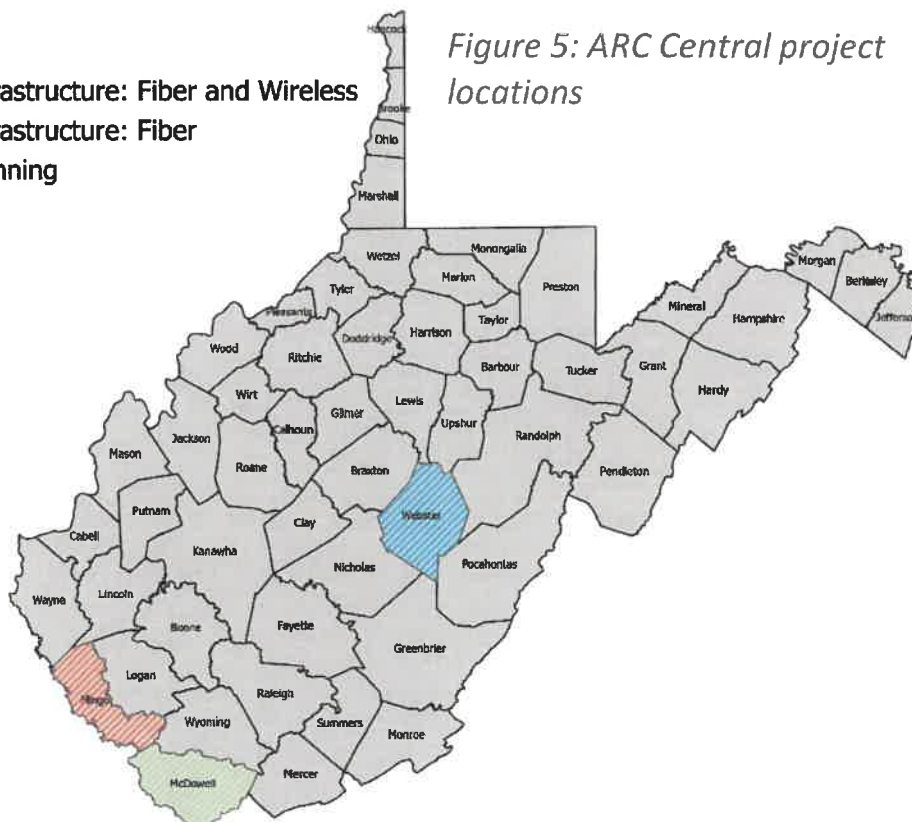 Hancock
Figure 5: ARC Central project
locations
rastructure: Fiber and Wireless
rastructure: Fiber
nning
Brooke
Ohio
Marshall
Wetzel
Monongalia
Marion
Preston
Tyler
Pleasants
Doddridge
Harrison
Taylor
Morgan
Berkeley
Jefferso
Mineral
Hampshire
Wood
Ritchie
Barbour
Tucker
Grant
Hardy
Wirt
Calhoun
Gilmer
Lewis
Upshur
Randolph
Pendleton
Mason
Jackson
Roane
Braxton
Webster
Putnam
Clay
Cabell
Kanawha
Nicholas
Pocahontas
Wayne
Lincoln
Boone
Fayette
Greenbrier
Logan
Mingo
Raleigh
Wyoming
Summers
Monroe
McDowell
Mercer